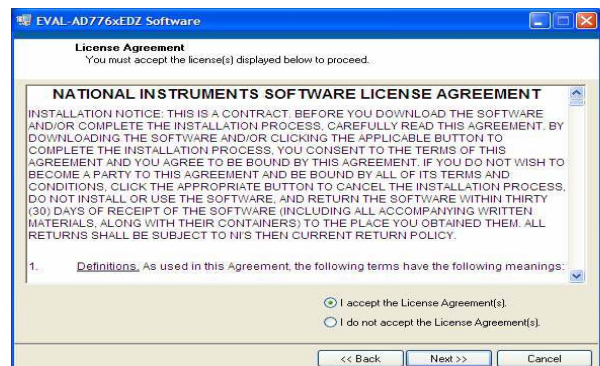 EVAL-AD776xEDZ Software
License Agreement
You must accept the license(s) displayed below to proceed.
NATIONAL INSTRUMENTS SOFTWARE LICENSE AGREEMENT
INSTALLATION NOTICE: THIS IS A CONTRACT. BEFORE YOU DOWNLOAD THE SOFTWARE
AND/OR COMPLETE THE INSTALLATION PROCESS, CAREFULLY READ THIS AGREEMENT. BY
DOWNLOADING THE SOFTWARE AND/OR CLICKING THE APPLICABLE BUTTON TO
COMPLETE THE INSTALLATION PROCESS, YOU CONSENT TO THE TERMS OF THIS
AGREEMENT AND YOU AGREE TO BE BOUND BY THIS AGREEMENT. IF YOU DO NOT WISH TO
BECOME A PARTY TO THIS AGREEMENT AND BE BOUND BY ALL OF ITS TERMS AND
CONDITIONS, CLICK THE APPROPRIATE BUTTON TO CANCEL THE INSTALLATION PROCESS,
DO NOT INSTALL OR USE THE SOFTWARE, AND RETURN THE SOFTWARE WITHIN THIRTY
(30) DAYS OF RECEIPT OF THE SOFTWARE (INCLUDING ALL ACCOMPANYING WRITTEN
MATERIALS, ALONG WITH THEIR CONTAINERS) TO THE PLACE YOU OBTAINED THEM. ALL
RETURNS SHALL BE SUBJECT TO NI'S THEN CURRENT RETURN POLICY.
1. Definitions. As used in this Agreement, the following terms have the following meanings:
I accept the License Agreement(s).
I do not accept the License Agreement(s).
<< Back Next >> Cancel